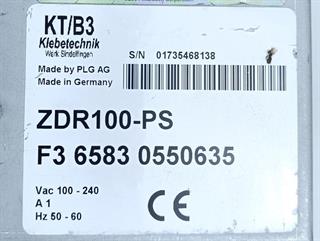 KT/B3
Klebetechnik
Werk Sindelfingen
S/N 01735468138
Made by PLG AG
Made in Germany
ZDR100-PS
F3 6583 0550635
Vac 100 - 240
A 1
Hz 50 - 60
CE